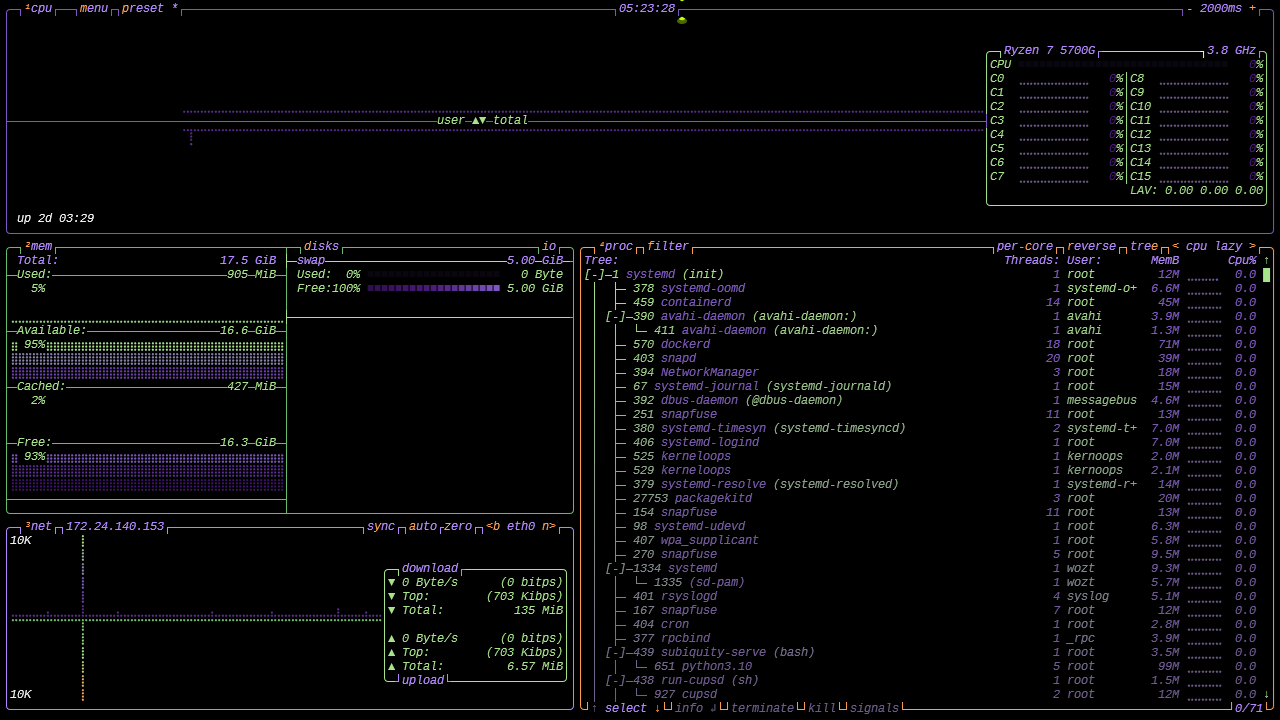 ¹cpu menu preset * 05:23:28 - 2000ms +
Ryzen 7 5700G 3.8 GHz
CPU 0%
C0 0% C8 0%
C1 0% C9 0%
C2 0% C10 0%
user ▲▼ total C3 0% C11 0%
C4 0% C12 0%
C5 0% C13 0%
C6 0% C14 0%
C7 0% C15 0%
LAV: 0.00 0.00 0.00
up 2d 03:29
²mem
Total: 17.5 GiB
Used: 905 MiB
5%
Available: 16.6 GiB
95%
Cached: 427 MiB
2%
Free: 16.3 GiB
93%
disks io
swap 5.00 GiB
Used: 0% 0 Byte
Free:100% 5.00 GiB
³net 172.24.140.153 sync auto zero <b eth0 n>
10K
download
▼ 0 Byte/s (0 bitps)
▼ Top: (703 Kibps)
▼ Total: 135 MiB
▲ 0 Byte/s (0 bitps)
▲ Top: (703 Kibps)
▲ Total: 6.57 MiB
upload
10K
⁴proc filter per-core reverse tree < cpu lazy >
Tree: Threads: User: MemB Cpu% ↑
[-]─1 systemd (init) 1 root 12M 0.0
├─ 378 systemd-oomd 1 systemd-o+ 6.6M 0.0
├─ 459 containerd 14 root 45M 0.0
[-]─390 avahi-daemon (avahi-daemon:) 1 avahi 3.9M 0.0
└─ 411 avahi-daemon (avahi-daemon:) 1 avahi 1.3M 0.0
├─ 570 dockerd 18 root 71M 0.0
├─ 403 snapd 20 root 39M 0.0
├─ 394 NetworkManager 3 root 18M 0.0
├─ 67 systemd-journal (systemd-journald) 1 root 15M 0.0
├─ 392 dbus-daemon (@dbus-daemon) 1 messagebus 4.6M 0.0
├─ 251 snapfuse 11 root 13M 0.0
├─ 380 systemd-timesyn (systemd-timesyncd) 2 systemd-t+ 7.0M 0.0
├─ 406 systemd-logind 1 root 7.0M 0.0
├─ 525 kerneloops 1 kernoops 2.0M 0.0
├─ 529 kerneloops 1 kernoops 2.1M 0.0
├─ 379 systemd-resolve (systemd-resolved) 1 systemd-r+ 14M 0.0
├─ 27753 packagekitd 3 root 20M 0.0
├─ 154 snapfuse 11 root 13M 0.0
├─ 98 systemd-udevd 1 root 6.3M 0.0
├─ 407 wpa_supplicant 1 root 5.8M 0.0
├─ 270 snapfuse 5 root 9.5M 0.0
[-]─1334 systemd 1 wozt 9.3M 0.0
└─ 1335 (sd-pam) 1 wozt 5.7M 0.0
├─ 401 rsyslogd 4 syslog 5.1M 0.0
├─ 167 snapfuse 7 root 12M 0.0
├─ 404 cron 1 root 2.8M 0.0
├─ 377 rpcbind 1 _rpc 3.9M 0.0
[-]─439 subiquity-serve (bash) 1 root 3.5M 0.0
└─ 651 python3.10 5 root 99M 0.0
[-]─438 run-cupsd (sh) 1 root 1.5M 0.0
└─ 927 cupsd 2 root 12M 0.0 ↓
↑ select ↓ info ↲ terminate kill signals 0/71